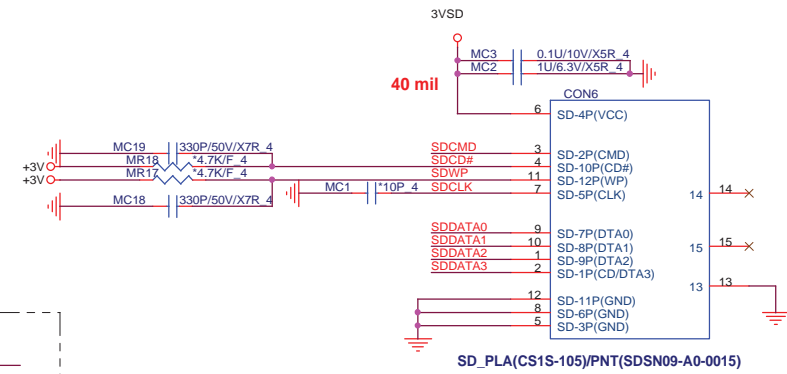 3VSD
MC3 0.1U/10V/X5R_4
MC2 1U/6.3V/X5R_4
40 mil
CON6
6 SD-4P(VCC)
MC19 330P/50V/X7R_4
+3V MR18 *4.7K/F_4
+3V MR17 *4.7K/F_4
MC18 330P/50V/X7R_4
MC1 *10P_4
SDCMD 3 SD-2P(CMD)
SDCD# 4 SD-10P(CD#)
SDWP 11 SD-12P(WP)
SDCLK 7 SD-5P(CLK)
14 14
SDDATA0 9 SD-7P(DTA0)
SDDATA1 10 SD-8P(DTA1)
SDDATA2 1 SD-9P(DTA2)
SDDATA3 2 SD-1P(CD/DTA3)
15 15
13 13
12 SD-11P(GND)
8 SD-6P(GND)
5 SD-3P(GND)
SD_PLA(CS1S-105)/PNT(SDSN09-A0-0015)